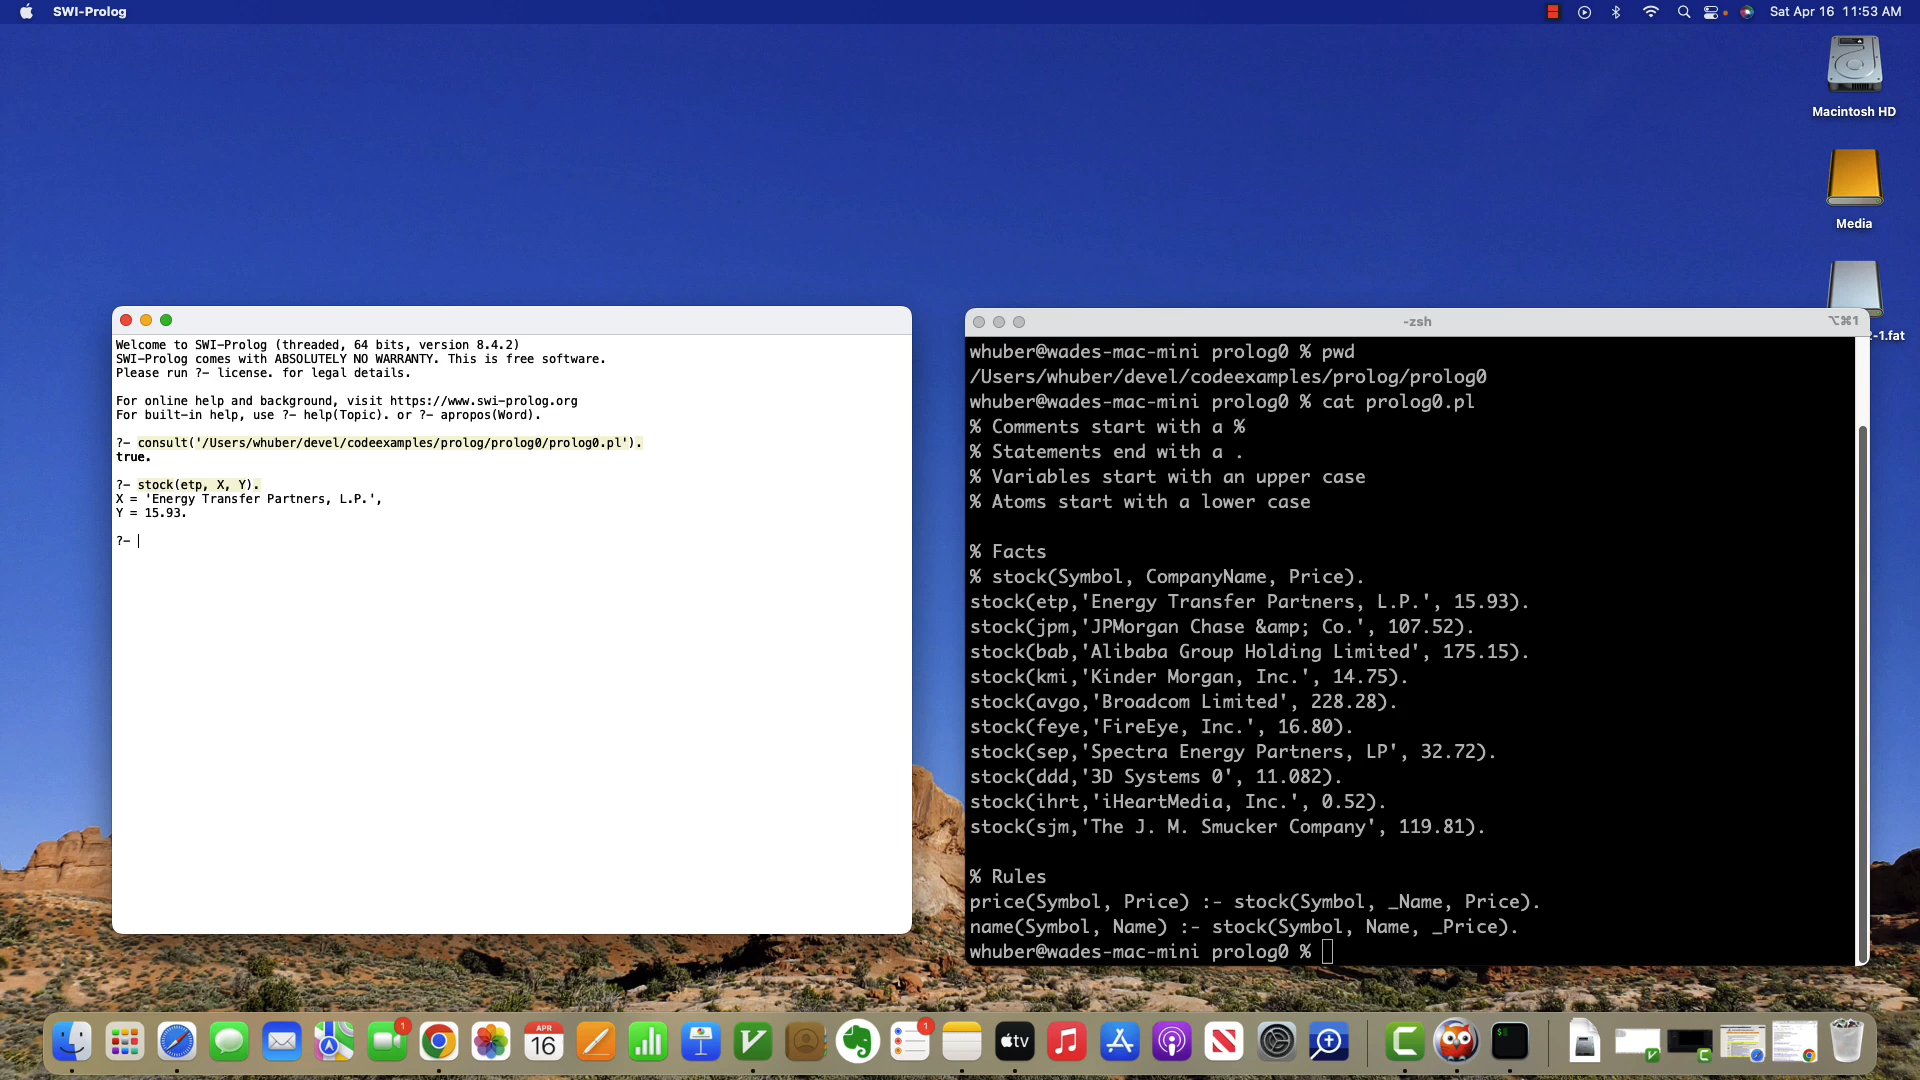 SWI-Prolog
Sat Apr 16 11:53 AM
Macintosh HD
Media
2-1.fat
Welcome to SWI-Prolog (threaded, 64 bits, version 8.4.2)
SWI-Prolog comes with ABSOLUTELY NO WARRANTY. This is free software.
Please run ?- license. for legal details.
For online help and background, visit https://www.swi-prolog.org
For built-in help, use ?- help(Topic). or ?- apropos(Word).
?- consult('/Users/whuber/devel/codeexamples/prolog/prolog0/prolog0.pl').
true.
?- stock(etp, X, Y).
X = 'Energy Transfer Partners, L.P.',
Y = 15.93.
?-
-zsh
⌥⌘1
whuber@wades-mac-mini prolog0 % pwd
/Users/whuber/devel/codeexamples/prolog/prolog0
whuber@wades-mac-mini prolog0 % cat prolog0.pl
% Comments start with a %
% Statements end with a .
% Variables start with an upper case
% Atoms start with a lower case
% Facts
% stock(Symbol, CompanyName, Price).
stock(etp,'Energy Transfer Partners, L.P.', 15.93).
stock(jpm,'JPMorgan Chase &amp; Co.', 107.52).
stock(bab,'Alibaba Group Holding Limited', 175.15).
stock(kmi,'Kinder Morgan, Inc.', 14.75).
stock(avgo,'Broadcom Limited', 228.28).
stock(feye,'FireEye, Inc.', 16.80).
stock(sep,'Spectra Energy Partners, LP', 32.72).
stock(ddd,'3D Systems 0', 11.082).
stock(ihrt,'iHeartMedia, Inc.', 0.52).
stock(sjm,'The J. M. Smucker Company', 119.81).
% Rules
price(Symbol, Price) :- stock(Symbol, _Name, Price).
name(Symbol, Name) :- stock(Symbol, Name, _Price).
whuber@wades-mac-mini prolog0 %
1
APR
16
1
tv
$